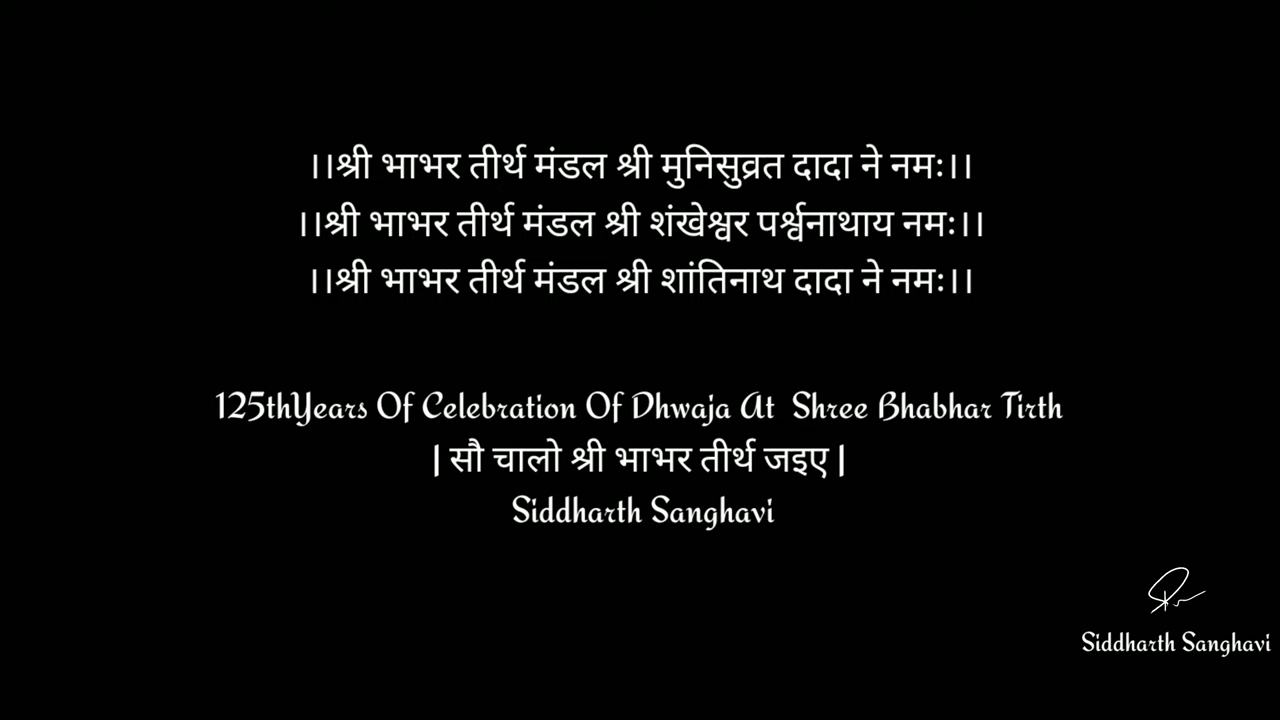 ।।श्री भाभर तीर्थ मंडल श्री मुनिसुव्रत दादा ने नमः।।
।।श्री भाभर तीर्थ मंडल श्री शंखेश्वर पर्श्वनाथाय नमः।।
।।श्री भाभर तीर्थ मंडल श्री शांतिनाथ दादा ने नमः।।
125thYears Of Celebration Of Dhwaja At Shree Bhabhar Tirth
| सौ चालो श्री भाभर तीर्थ जइए |
Siddharth Sanghavi
Siddharth Sanghavi